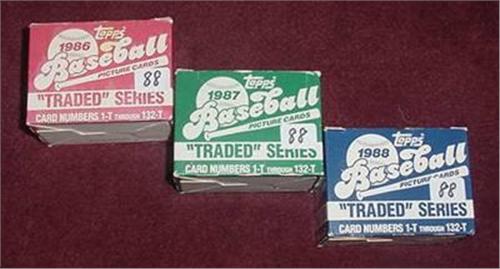 Topps
1986
Baseball
PICTURE CARDS
88
"TRADED" SERIES
CARD NUMBERS 1-T THROUGH 132-T
Topps
1987
Baseball
PICTURE CARDS
88
"TRADED" SERIES
CARD NUMBERS 1-T THROUGH 132-T
Topps
1988
Baseball
PICTURE CARDS
88
"TRADED" SERIES
CARD NUMBERS 1-T THROUGH 132-T